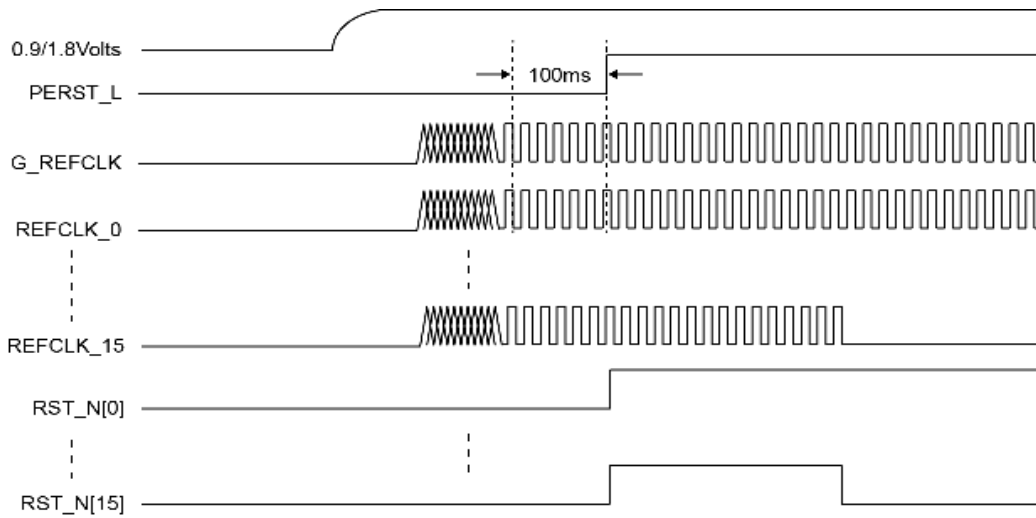 0.9/1.8Volts
100ms
PERST_L
G_REFCLK
REFCLK_0
REFCLK_15
RST_N[0]
RST_N[15]